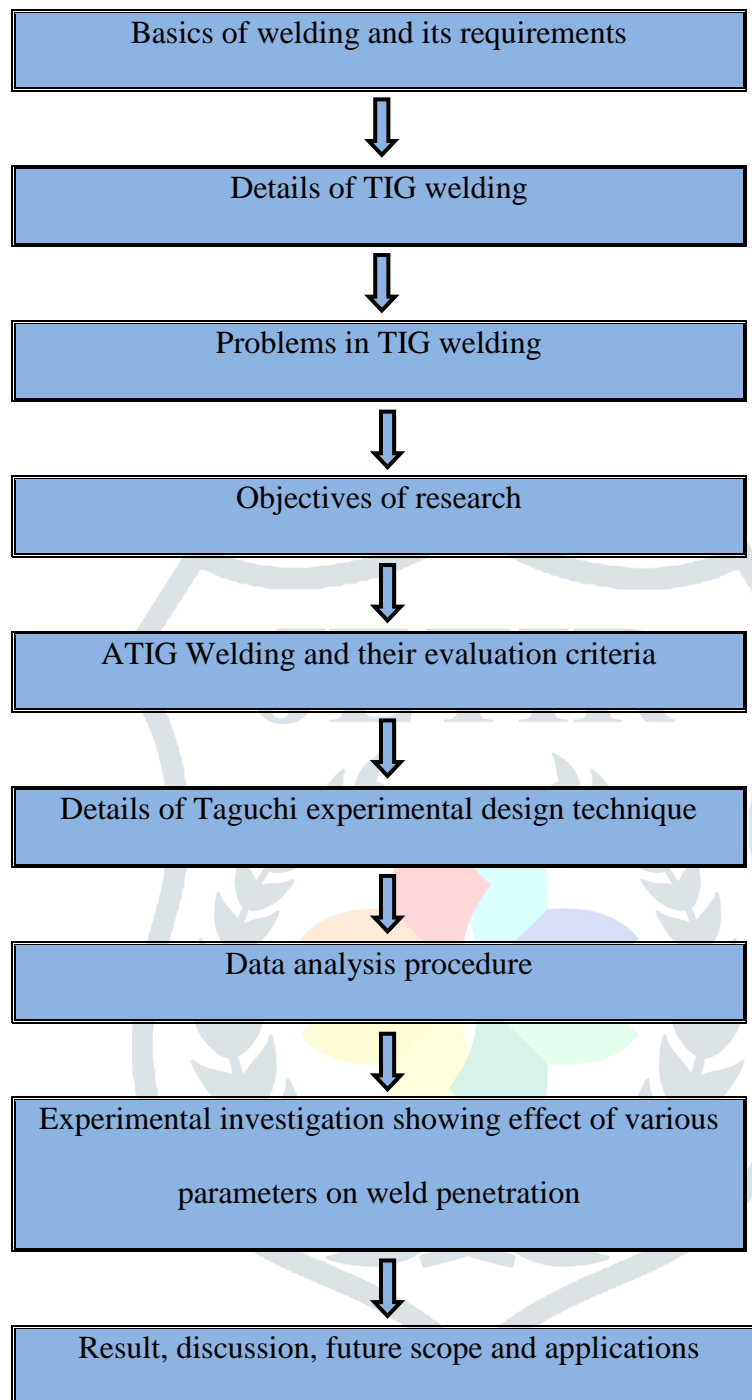 Basics of welding and its requirements
Details of TIG welding
Problems in TIG welding
Objectives of research
ATIG Welding and their evaluation criteria
JETIR
Details of Taguchi experimental design technique
Data analysis procedure
Experimental investigation showing effect of various
parameters on weld penetration
Result, discussion, future scope and applications